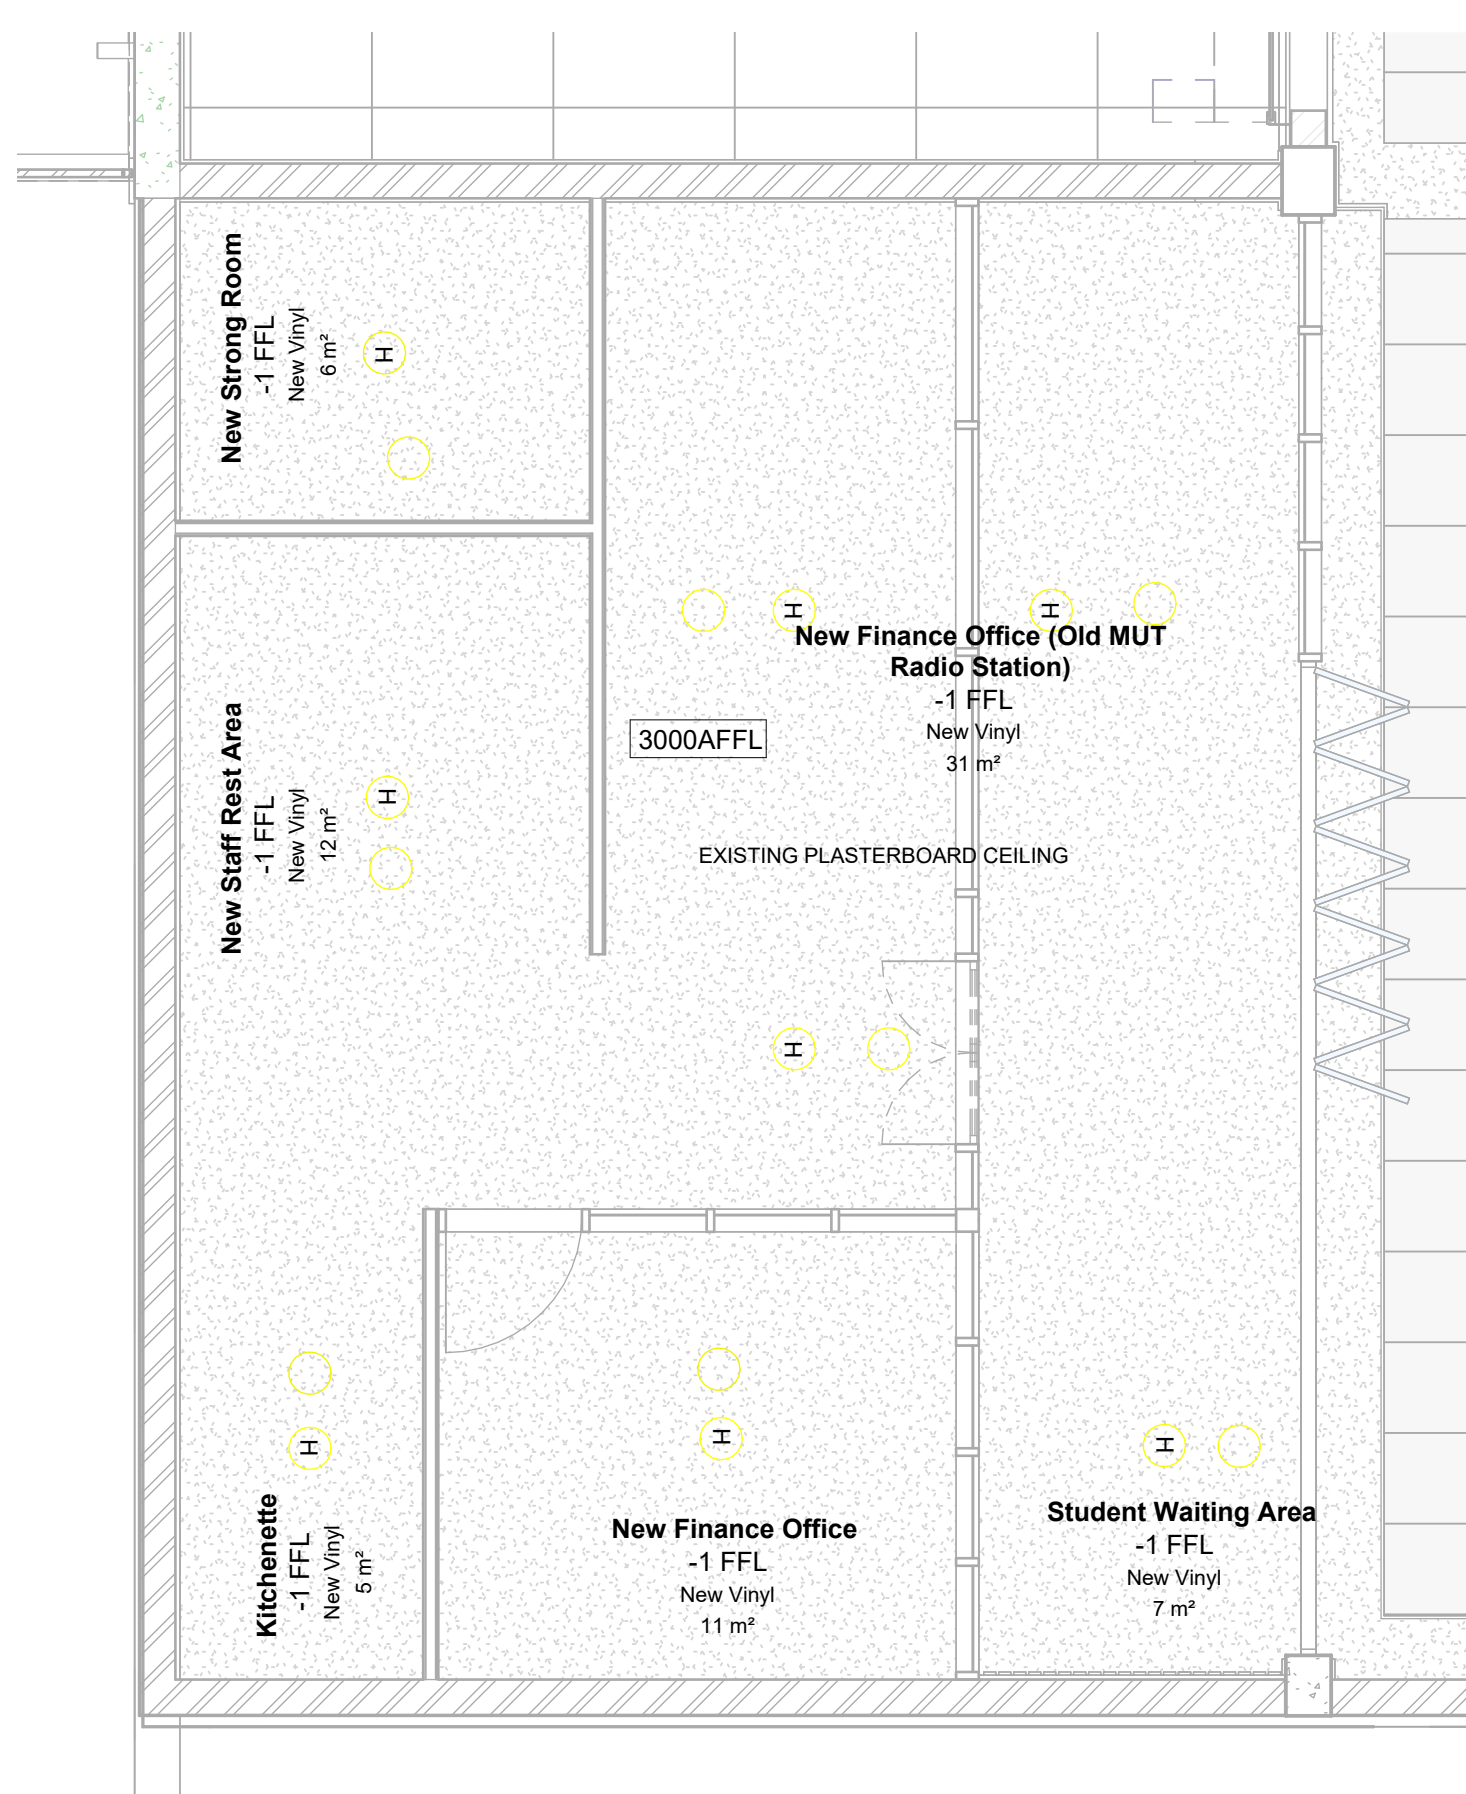 New Strong Room
-1 FFL
New Vinyl
6 m²
H
H
H
New Finance Office (Old MUT
Radio Station)
-1 FFL
New Vinyl
31 m²
3000AFFL
New Staff Rest Area
-1 FFL
New Vinyl
12 m²
H
EXISTING PLASTERBOARD CEILING
H
H
H
H
Kitchenette
-1 FFL
New Vinyl
5 m²
New Finance Office
-1 FFL
New Vinyl
11 m²
Student Waiting Area
-1 FFL
New Vinyl
7 m²